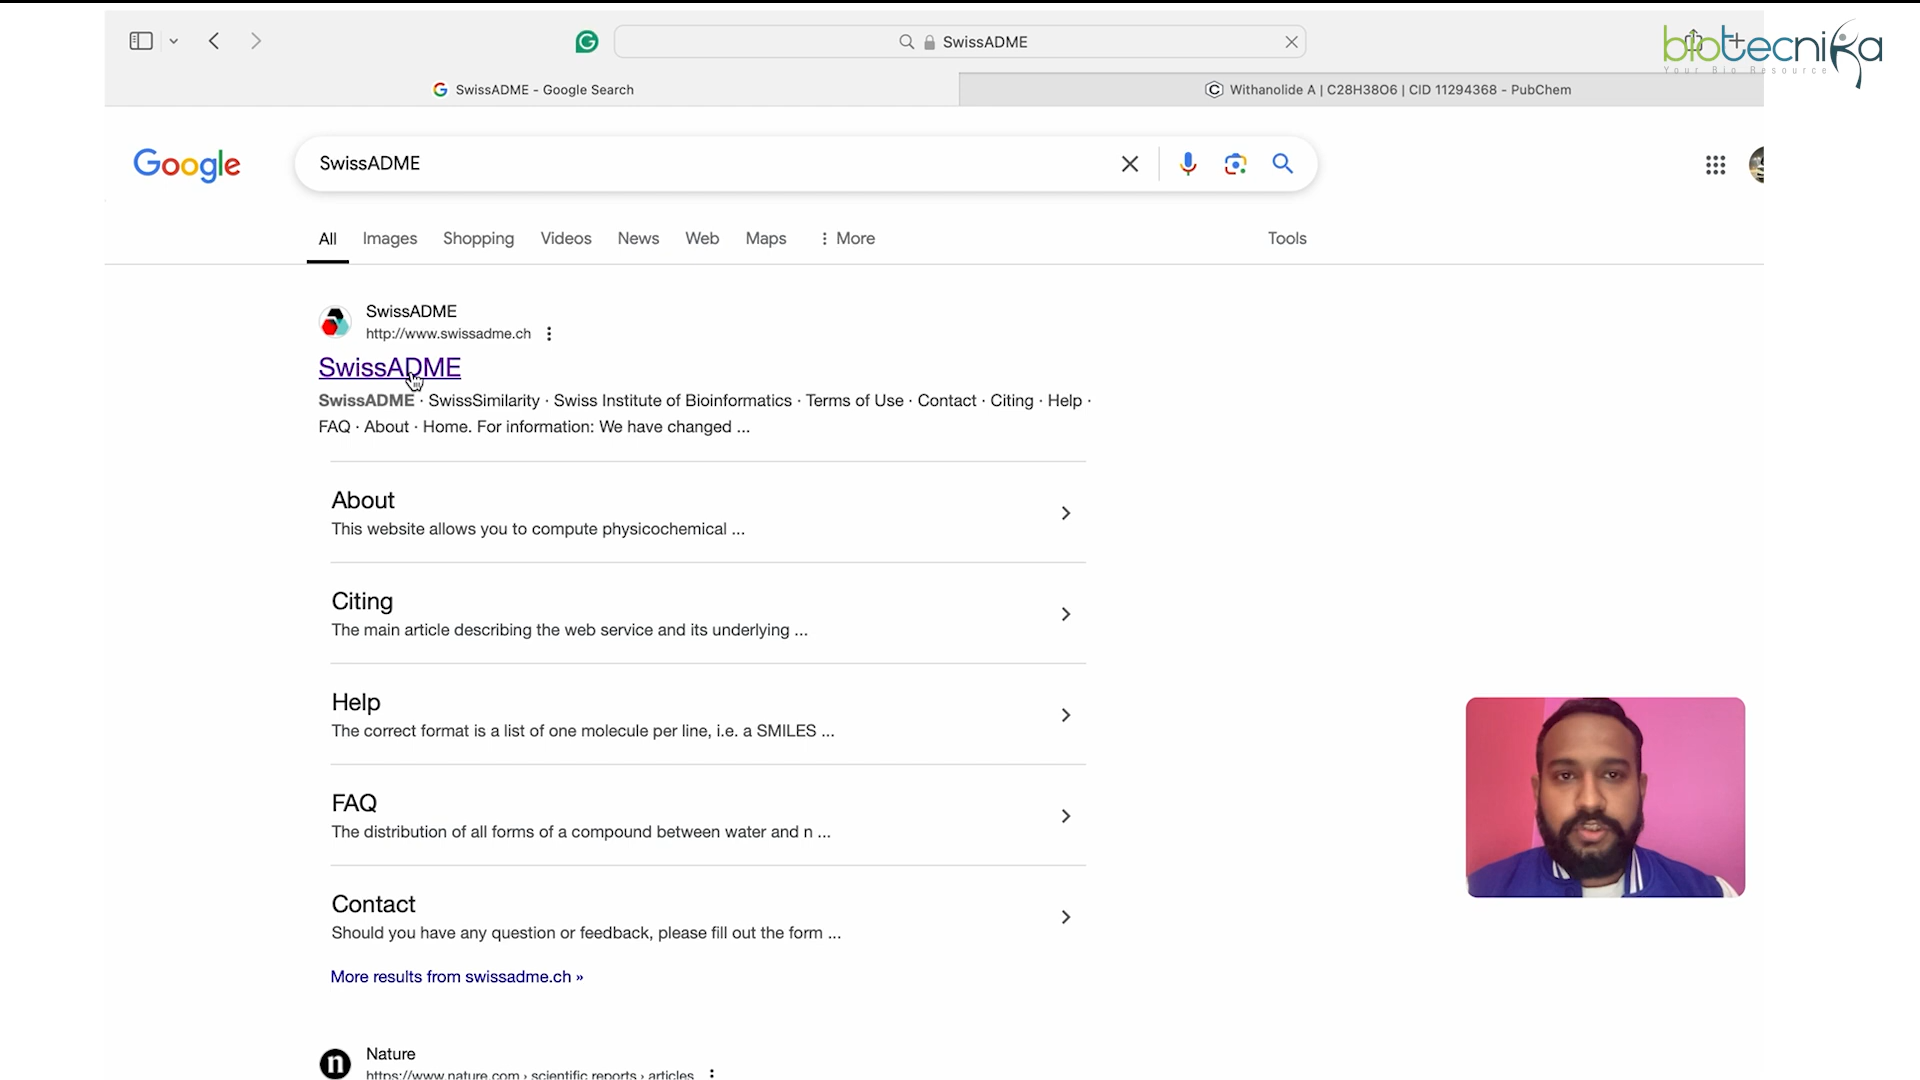 SwissADME
biotecnika
Your Bio Resource
SwissADME - Google Search
Withanolide A | C28H38O6 | CID 11294368 - PubChem
Google
SwissADME
All
Images
Shopping
Videos
News
Web
Maps
More
Tools
SwissADME
http://www.swissadme.ch
SwissADME
SwissADME · SwissSimilarity · Swiss Institute of Bioinformatics · Terms of Use · Contact · Citing · Help ·
FAQ · About · Home. For information: We have changed ...
About
This website allows you to compute physicochemical ...
Citing
The main article describing the web service and its underlying ...
Help
The correct format is a list of one molecule per line, i.e. a SMILES ...
FAQ
The distribution of all forms of a compound between water and n ...
Contact
Should you have any question or feedback, please fill out the form ...
More results from swissadme.ch »
n
Nature
https://www.nature.com › scientific reports › articles